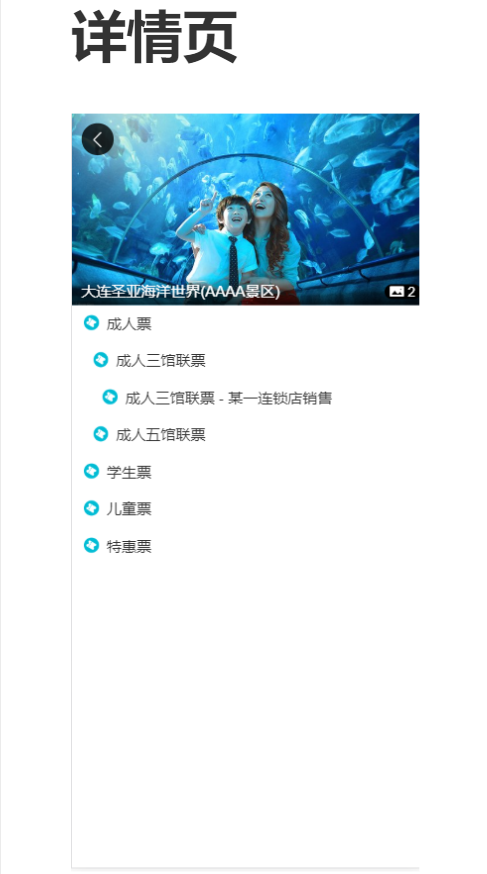 详情页
大连圣亚海洋世界(AAAA景区)
2
成人票
成人三馆联票
成人三馆联票 - 某一连锁店销售
成人五馆联票
学生票
儿童票
特惠票